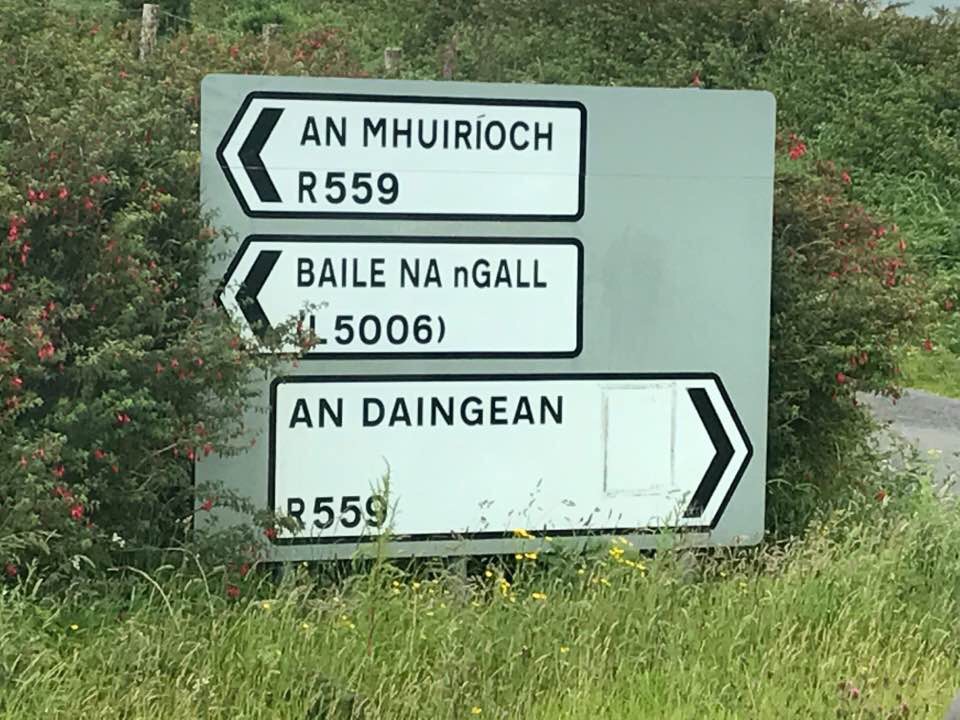 AN MHUIRÍOCH
R559
BAILE NA nGALL
(L5006)
AN DAINGEAN
R559